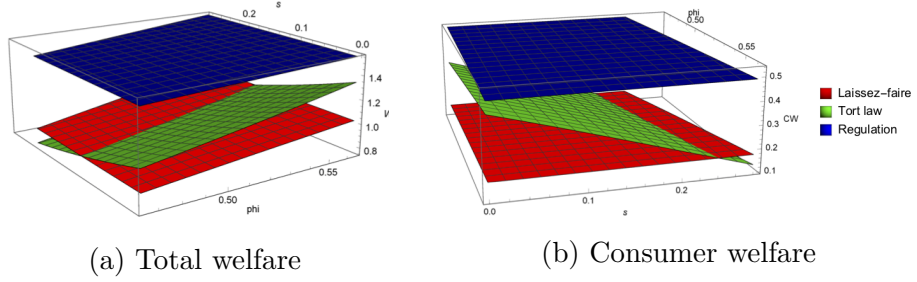 s
0.2
0.1
0.0
1.4
1.2
1.0
0.8
0.50
0.55
phi
phi
0.50
0.55
0.5
0.4
CW
0.3
0.2
0.1
0.0
0.1
0.2
s
Laissez-faire
Tort law
Regulation
(a) Total welfare
(b) Consumer welfare